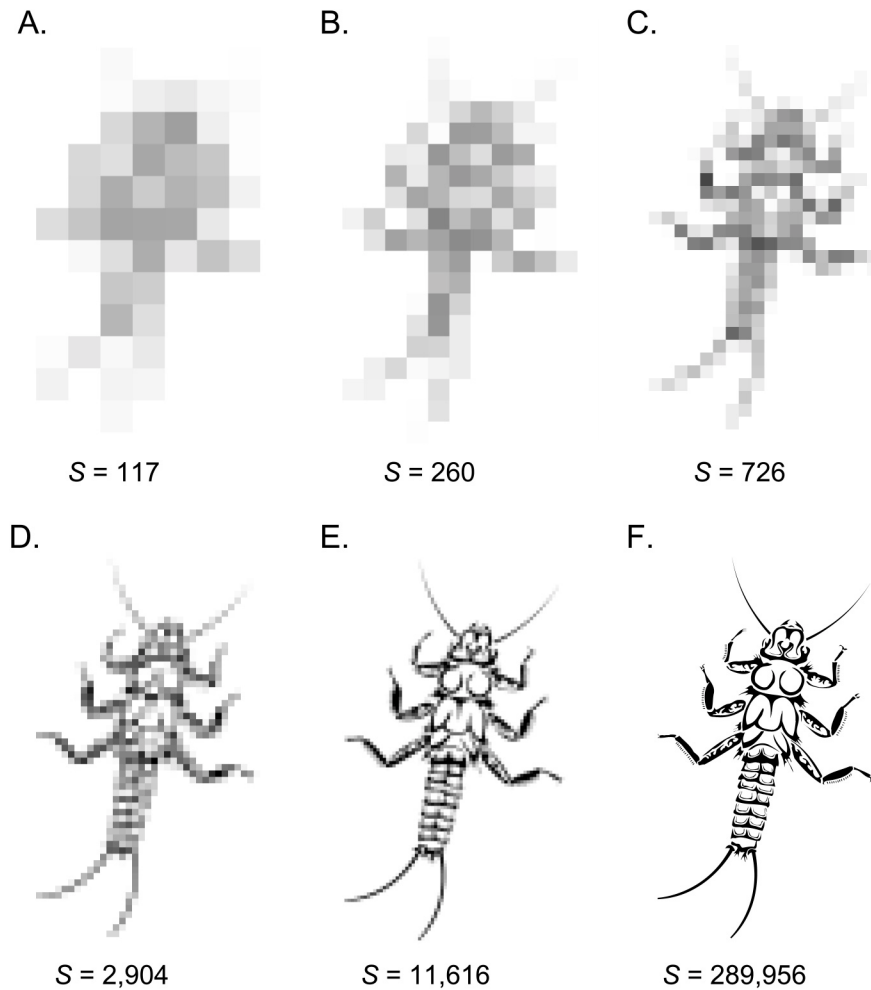 A.
B.
C.
S = 117
S = 260
S = 726
D.
E.
F.
S = 2,904
S = 11,616
S = 289,956